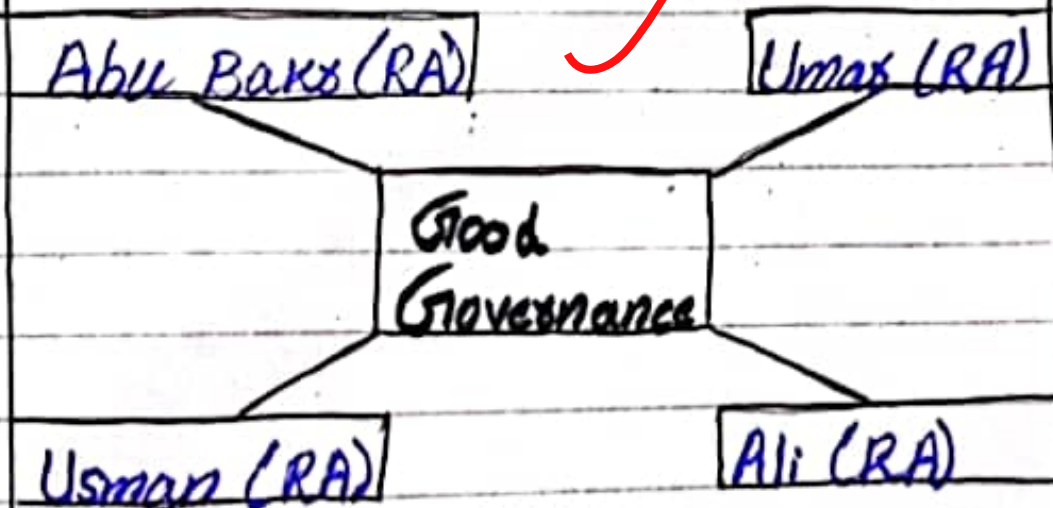 Abu Bakr (RA)
Umar (RA)
Good
Governance
Usman (RA)
Ali (RA)